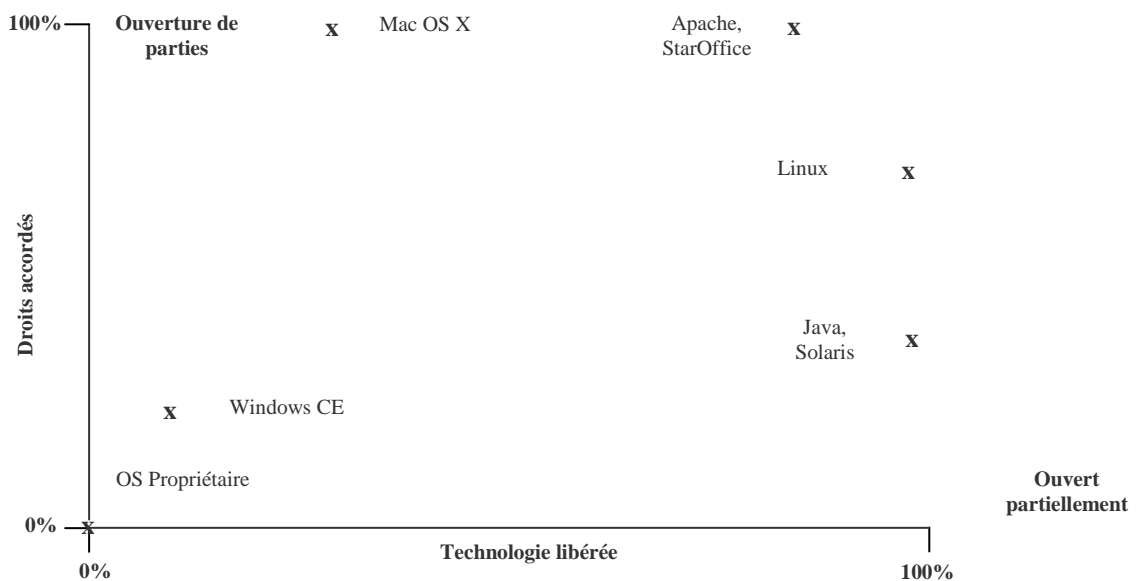 100%
Ouverture de
parties
x
Mac OS X
Apache,
StarOffice
x
Linux
x
Droits accordés
Java,
Solaris
x
x
Windows CE
OS Propriétaire
Ouvert
partiellement
0%
x
Technologie libérée
0%
100%